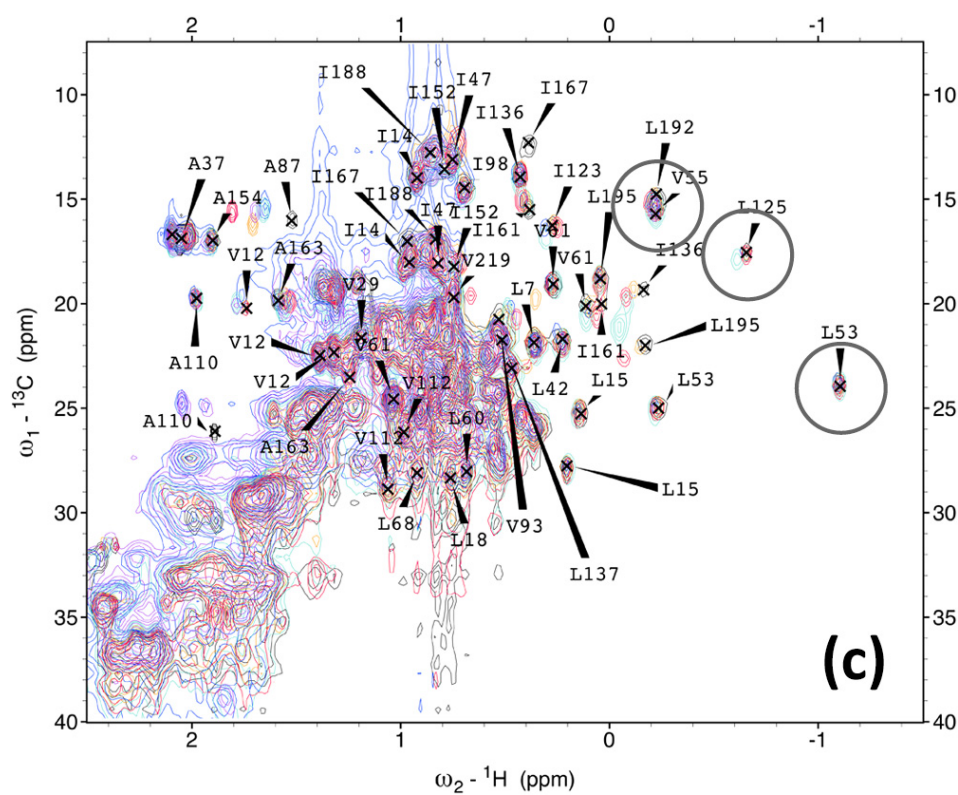 2 1 0 -1
10 10
I188
I47
I152 I167
I136
I14
L192
A37 A87 I98 I123 V55
15 15
I167 L195
A154 I188
L125
I47 I152
V12 A163 I14 I161 V61
V61 I136
V219
20 20
V29 L7
L195
A110 V12
V61
I161
L53
V12 V112 L42 L15 L53
25 25
A110
V112 L60
A163
L15
30 30
L68 V93
L18
L137
35 35
(c)
40 40
2 1 0 -1
ω1 - 13C (ppm)
ω2 - 1H (ppm)